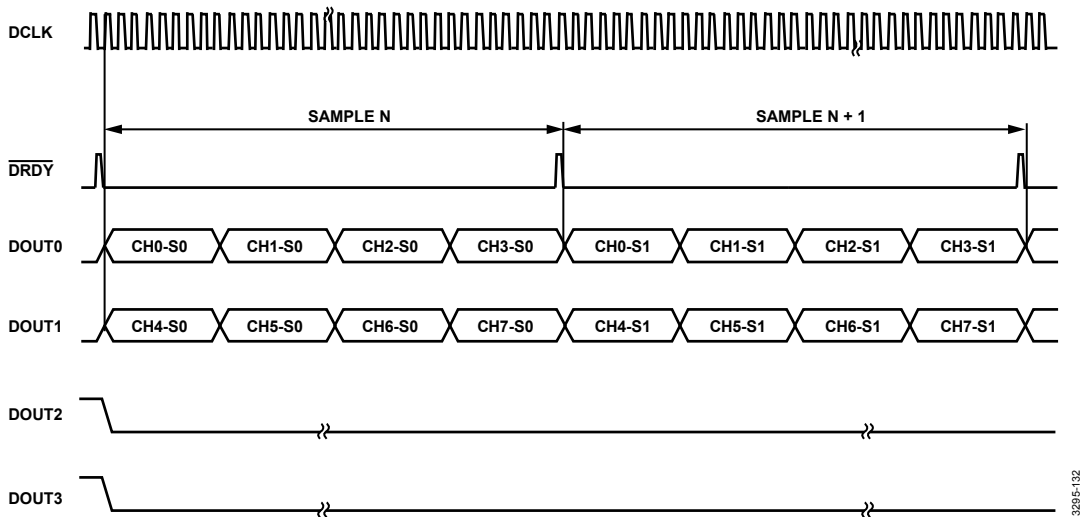 DCLK
SAMPLE N
SAMPLE N + 1
DRDY
DOUT0
CH0-S0
CH1-S0
CH2-S0
CH3-S0
CH0-S1
CH1-S1
CH2-S1
CH3-S1
DOUT1
CH4-S0
CH5-S0
CH6-S0
CH7-S0
CH4-S1
CH5-S1
CH6-S1
CH7-S1
DOUT2
DOUT3
3295-132